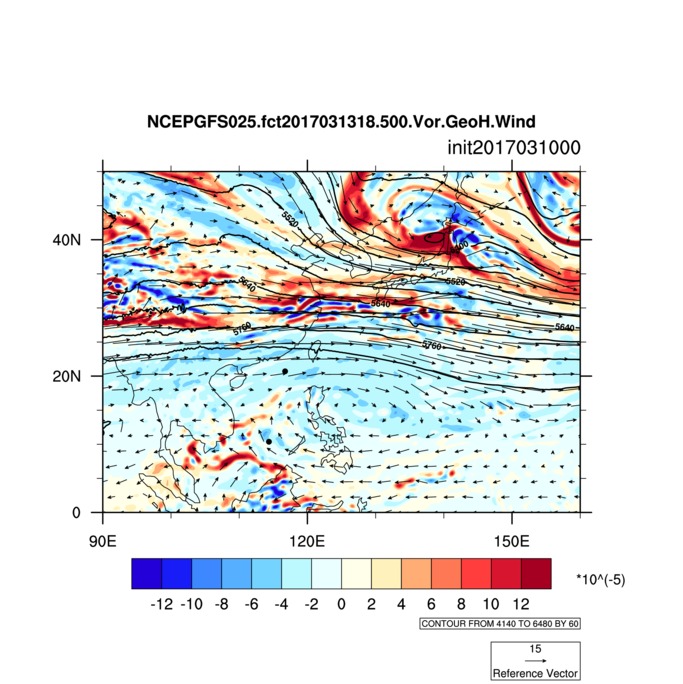 NCEPGFS025.fct2017031318.500.Vor.GeoH.Wind
init2017031000
5520
40N
5400
5640
5520
5640
5760
5640
5760
20N
0
90E 120E 150E
-12 -10 -8 -6 -4 -2 0 2 4 6 8 10 12
*10^(-5)
CONTOUR FROM 4140 TO 6480 BY 60
15
Reference Vector